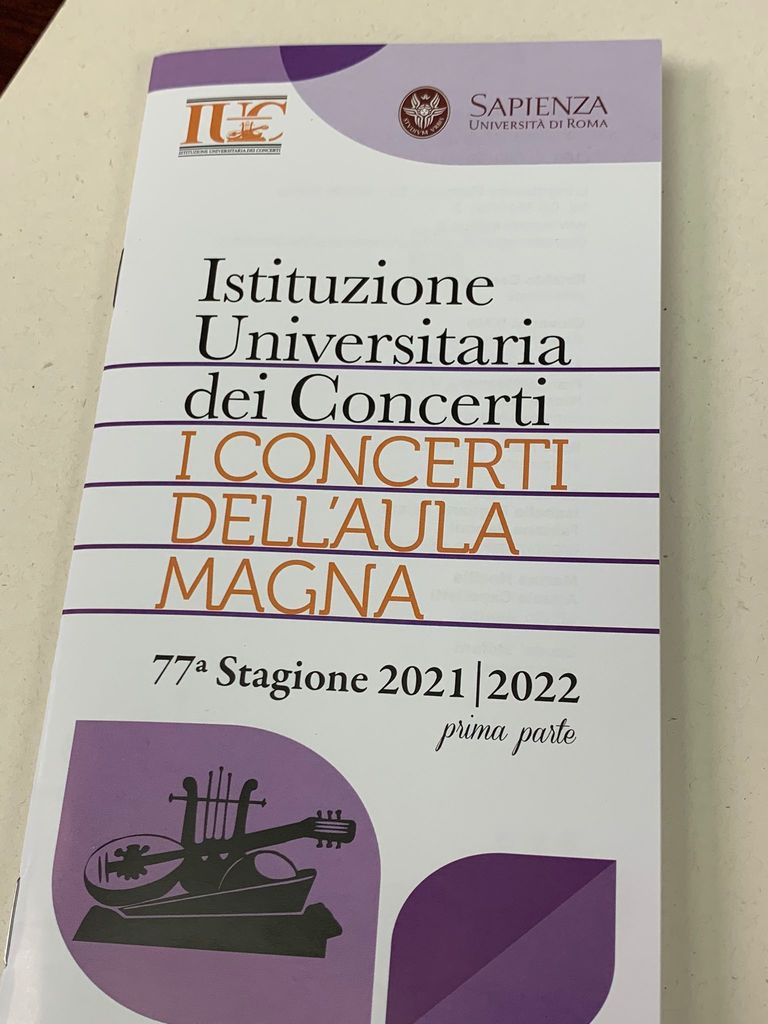 IUC
ISTITUZIONE UNIVERSITARIA DEI CONCERTI
SAPIENZA
UNIVERSITÀ DI ROMA
Istituzione
Universitaria
dei Concerti
I CONCERTI
DELL'AULA
MAGNA
77ª Stagione 2021|2022
prima parte